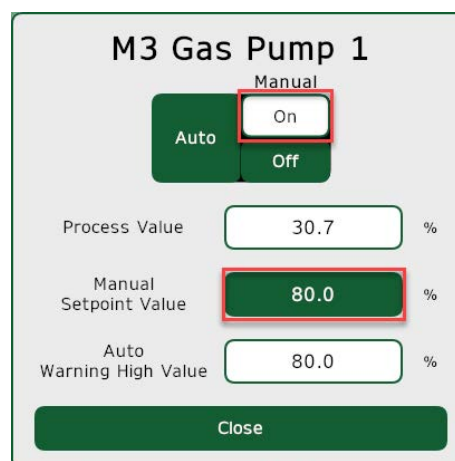 M3 Gas Pump 1
Manual
Auto
On
Off
Process Value 30.7 %
Manual
Setpoint Value 80.0 %
Auto
Warning High Value 80.0 %
Close